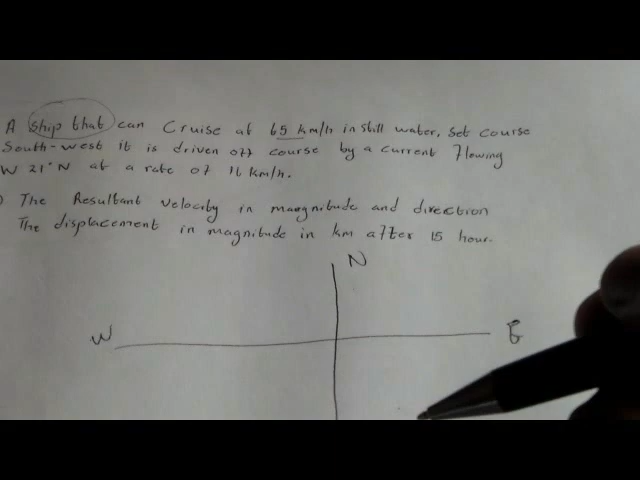 A ship that can Cruise at 65 km/h in still water, set course
South-west it is driven off course by a current flowing
W 21° N at a rate of 16 km/h.
) The Resultant velocity in magnitude and direction
The displacement in magnitude in km after 15 hour.
N
W E